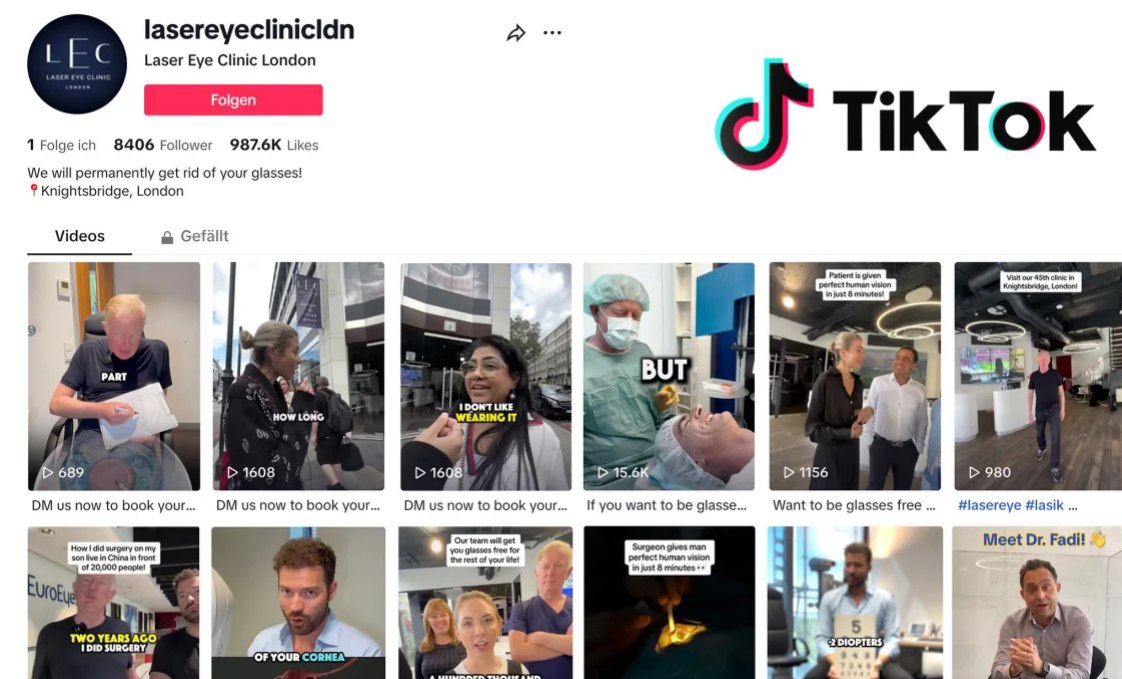 lasereyeclinicldn
Laser Eye Clinic London
Folgen
LEC
LASER EYE CLINIC
LONDON
1 Folge ich 8406 Follower 987.6K Likes
We will permanently get rid of your glasses!
Knightsbridge, London
TikTok
Videos Gefällt
PART
689
DM us now to book your...
LEC
HOW LONG
1608
DM us now to book your...
I DON'T LIKE
WEARING IT
1608
DM us now to book your...
BUT
15.6K
If you want to be glasse...
Patient is given
perfect human vision
in just 8 minutes!
1156
Want to be glasses free ...
Visit our 45th clinic in
Knightsbridge, London!
980
#lasereye #lasik ...
How I did surgery on my
son live in China in front
of 20,000 people!
EuroEye
TWO YEARS AGO
I DID SURGERY
OF YOUR CORNEA
Our team will get
you glasses free for
the rest of your life!
A HUNDRED THOUSAND
Surgeon gives man
perfect human vision
in just 8 minutes
5
-2 DIOPTERS
Meet Dr. Fadi!